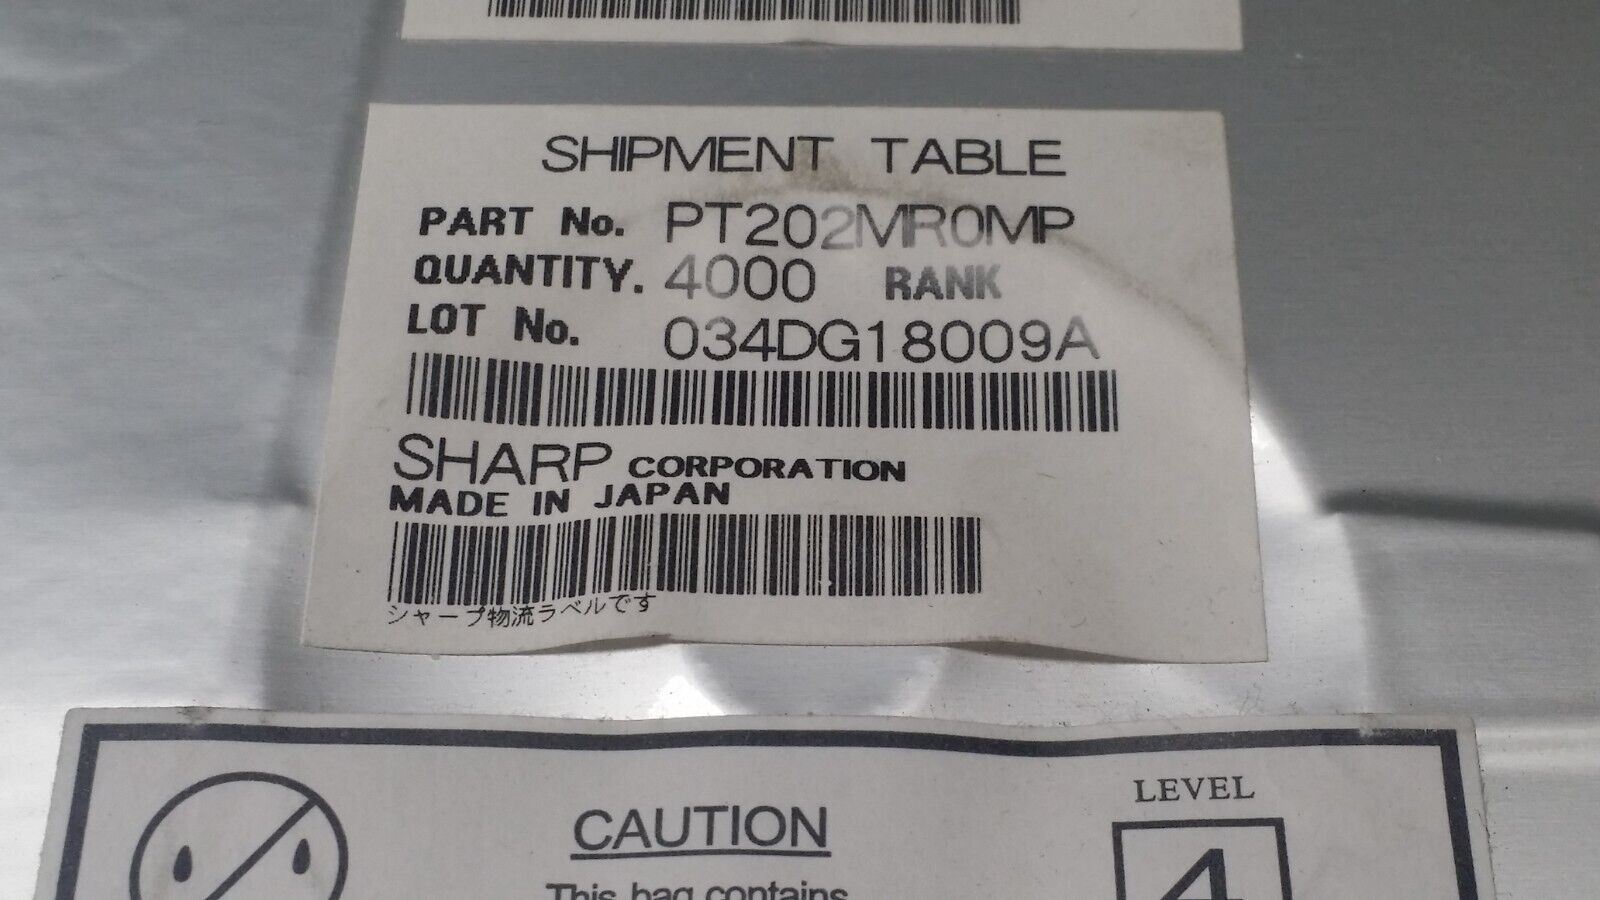 SHIPMENT TABLE
PART No. PT202MR0MP
QUANTITY. 4000 RANK
LOT No. 034DG18009A
SHARP CORPORATION
MADE IN JAPAN
シャープ物流ラベルです
LEVEL
4
CAUTION
This bag contains